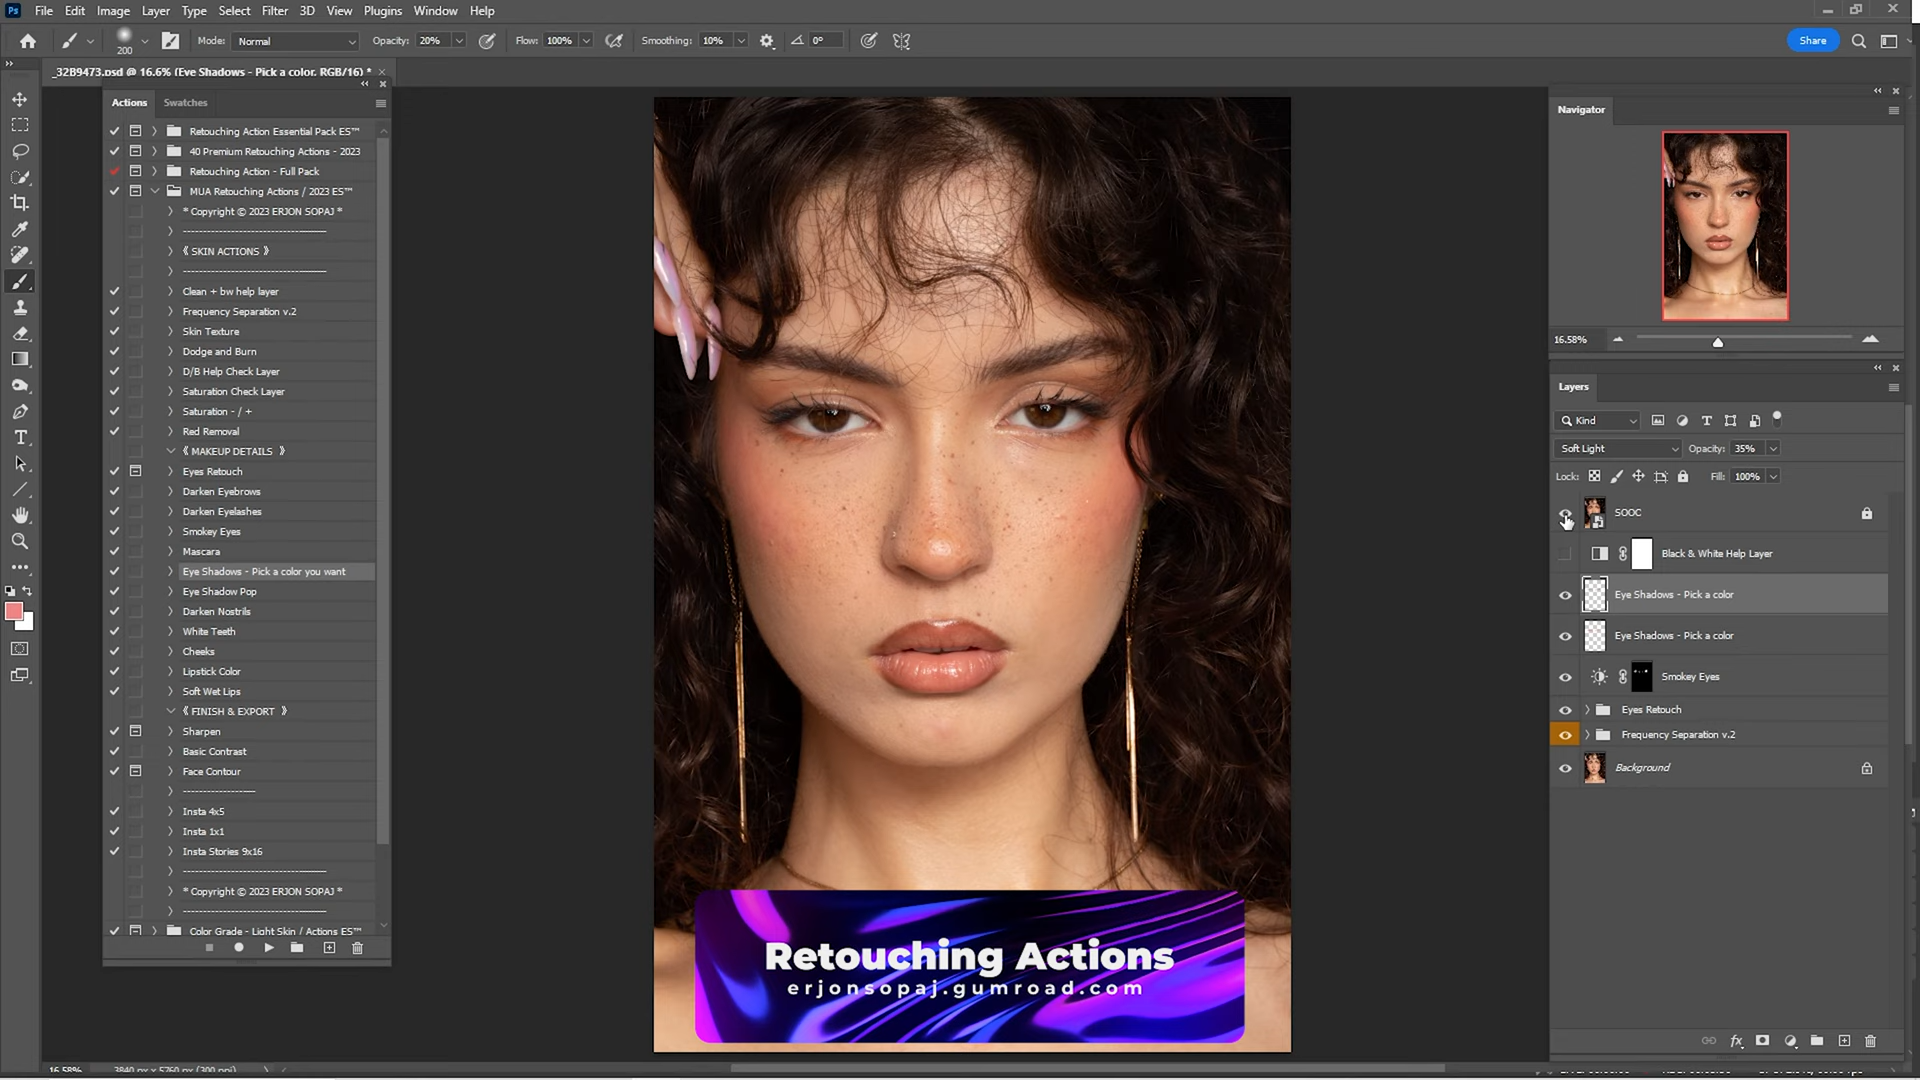 Ps File Edit Image Layer Type Select Filter 3D View Plugins Window Help
200 Mode: Normal Opacity: 20% Flow: 100% Smoothing: 10% 0° Share
_32B9473.psd @ 16.6% (Eye Shadows - Pick a color, RGB/16) *
Actions Swatches
Retouching Action Essential Pack ES™
40 Premium Retouching Actions - 2023
Retouching Action - Full Pack
MUA Retouching Actions / 2023 ES™
* Copyright © 2023 ERJON SOPAJ *
------------------------------------
《 SKIN ACTIONS 》
------------------------------------
Clean + bw help layer
Frequency Separation v.2
Skin Texture
Dodge and Burn
D/B Help Check Layer
Saturation Check Layer
Saturation - / +
Red Removal
《 MAKEUP DETAILS 》
Eyes Retouch
Darken Eyebrows
Darken Eyelashes
Smokey Eyes
Mascara
Eye Shadows - Pick a color you want
Eye Shadow Pop
Darken Nostrils
White Teeth
Cheeks
Lipstick Color
Soft Wet Lips
《 FINISH & EXPORT 》
Sharpen
Basic Contrast
Face Contour
------------------
Insta 4x5
Insta 1x1
Insta Stories 9x16
------------------------------------
* Copyright © 2023 ERJON SOPAJ *
------------------------------------
Color Grade - Light Skin / Actions ES™
Retouching Actions
erjonsopaj.gumroad.com
16.58% 3840 px x 5760 px (300 ppi)
Navigator
16.58%
Layers
Kind
Soft Light Opacity: 35%
Lock: Fill: 100%
SOOC
Black & White Help Layer
Eye Shadows - Pick a color
Eye Shadows - Pick a color
Smokey Eyes
Eyes Retouch
Frequency Separation v.2
Background